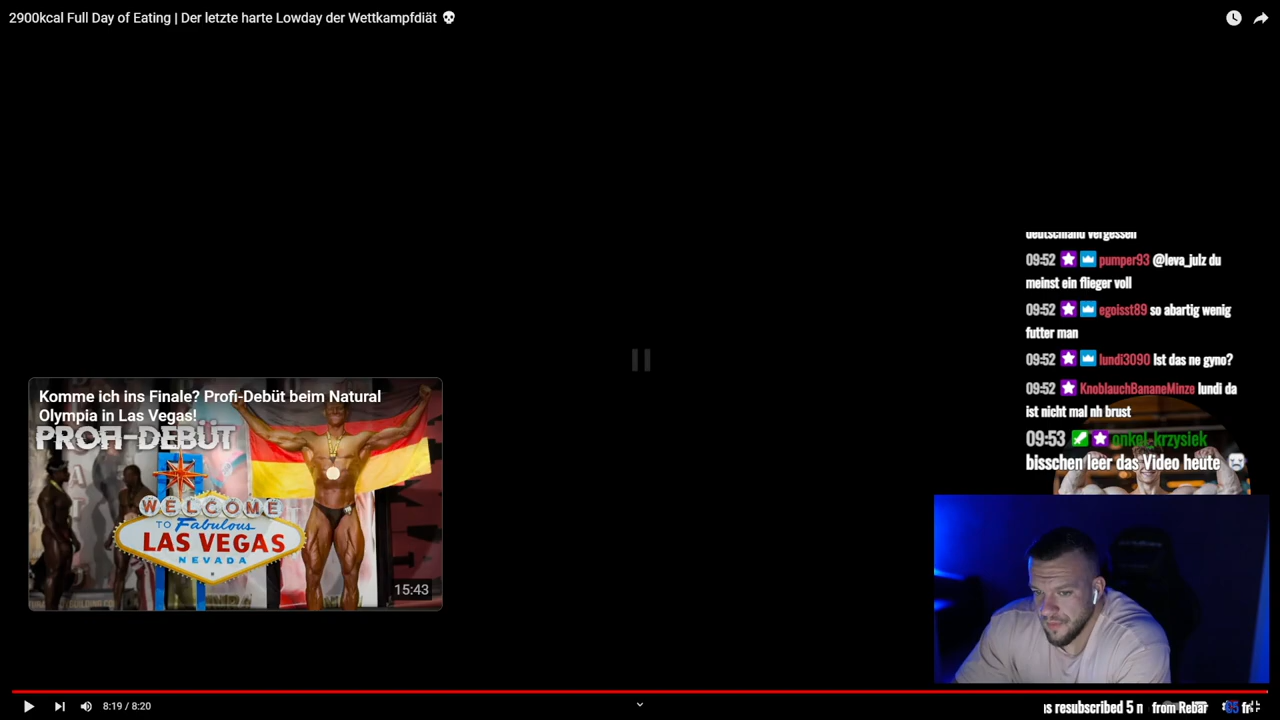 2900kcal Full Day of Eating | Der letzte harte Lowday der Wettkampfdiät
deutschland vergessen
09:52 pumper93 @leva_julz du
meinst ein flieger voll
09:52 egoisst89 so abartig wenig
futter man
09:52 lundi3090 Ist das ne gyno?
09:52 KnoblauchBananeMinze lundi da
ist nicht mal nh brust
09:53 onkel_krzysiek
bisschen leer das Video heute
Komme ich ins Finale? Profi-Debüt beim Natural
Olympia in Las Vegas!
PROFI-DEBÜT
WELCOME
TO Fabulous
LAS VEGAS
NEVADA
15:43
8:19 / 8:20
resubscribed 5
from Rebar